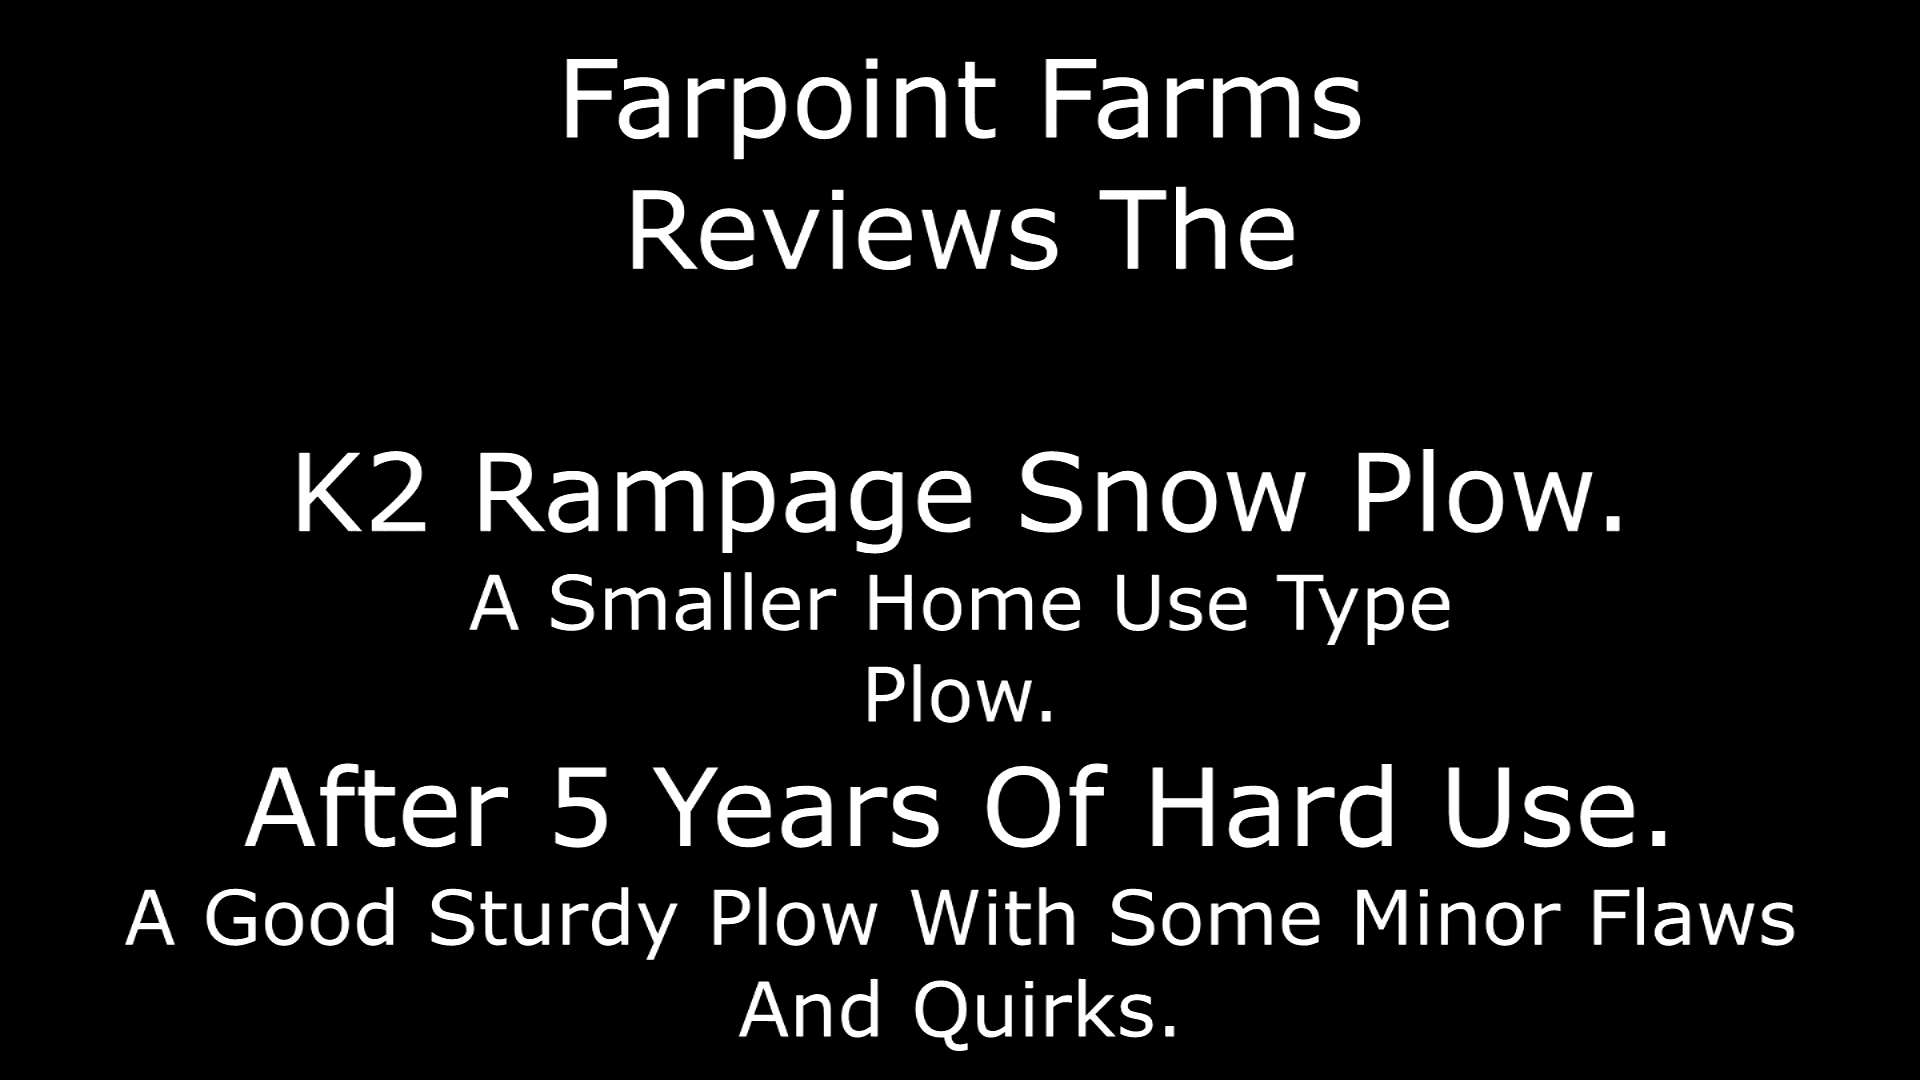 Farpoint Farms
Reviews The
K2 Rampage Snow Plow.
A Smaller Home Use Type
Plow.
After 5 Years Of Hard Use.
A Good Sturdy Plow With Some Minor Flaws
And Quirks.